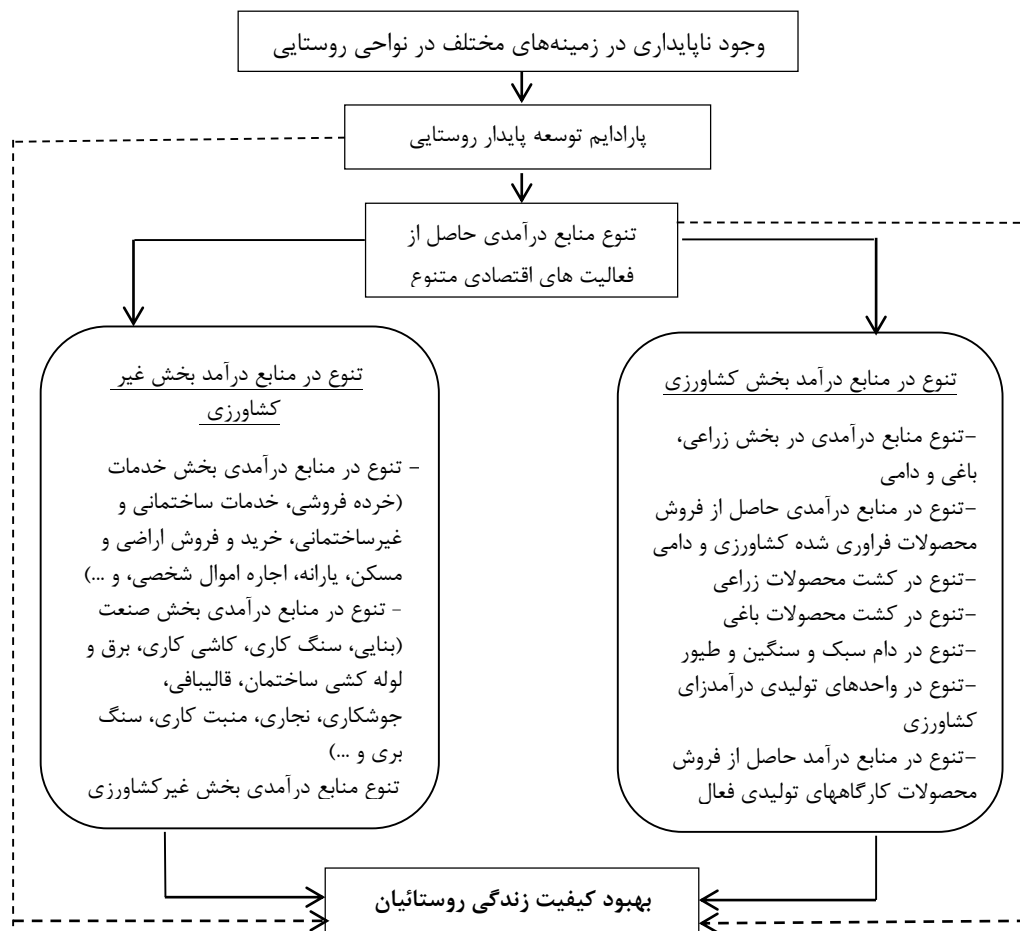 وجود ناپایداری در زمینه‌های مختلف در نواحی روستایی
پارادایم توسعه پایدار روستایی
تنوع منابع درآمدی حاصل از
فعالیت های اقتصادی متنوع
تنوع در منابع درآمد بخش کشاورزی
-تنوع منابع درآمدی در بخش زراعی،
باغی و دامی
-تنوع در منابع درآمدی حاصل از فروش
محصولات فراوری شده کشاورزی و دامی
-تنوع در کشت محصولات زراعی
-تنوع در کشت محصولات باغی
-تنوع در دام سبک و سنگین و طیور
-تنوع در واحدهای تولیدی درآمدزای
کشاورزی
-تنوع در منابع درآمد حاصل از فروش
محصولات کارگاههای تولیدی فعال
تنوع در منابع درآمد بخش غیر
کشاورزی
- تنوع در منابع درآمدی بخش خدمات
(خرده فروشی، خدمات ساختمانی و
غیرساختمانی، خرید و فروش اراضی و
مسکن، یارانه، اجاره اموال شخصی، و ...)
- تنوع در منابع درآمدی بخش صنعت
(بنایی، سنگ کاری، کاشی کاری، برق و
لوله کشی ساختمان، قالیبافی،
جوشکاری، نجاری، منبت کاری، سنگ
بری و ...)
تنوع منابع درآمدی بخش غیرکشاورزی
بهبود کیفیت زندگی روستائیان